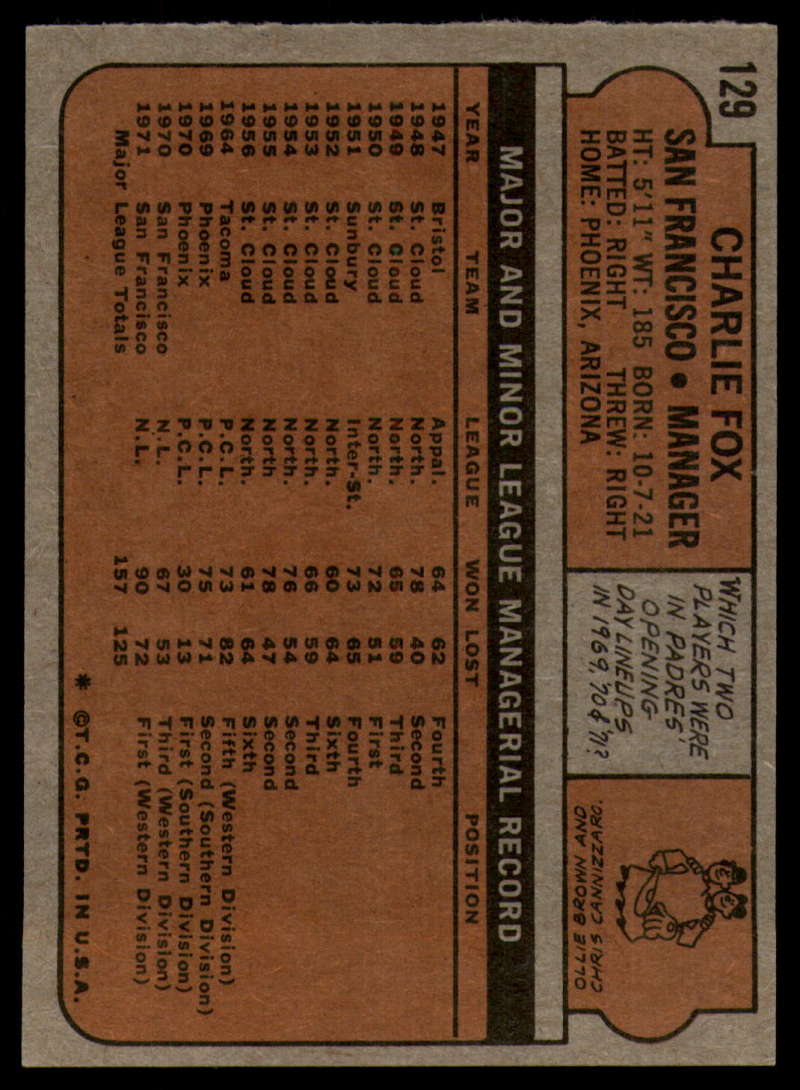 129
CHARLIE FOX
SAN FRANCISCO • MANAGER
HT: 5'11" WT: 185 BORN: 10-7-21
BATTED: RIGHT THREW: RIGHT
HOME: PHOENIX, ARIZONA
WHICH TWO
PLAYERS WERE
IN PADRES'
OPENING
DAY LINEUPS
IN 1969, '70 & '71?
OLLIE BROWN AND
CHRIS CANNIZZARO.
MAJOR AND MINOR LEAGUE MANAGERIAL RECORD
YEAR TEAM LEAGUE WON LOST POSITION
1947 Bristol Appal. 64 62 Fourth
1948 St. Cloud North. 78 40 Second
1949 St. Cloud North. 65 59 Third
1950 St. Cloud North. 72 51 First
1951 Sunbury Inter-St. 73 65 Fourth
1952 St. Cloud North. 60 64 Sixth
1953 St. Cloud North. 66 59 Third
1954 St. Cloud North. 76 54 Second
1955 St. Cloud North 78 47 Second
1956 St. Cloud North. 61 64 Sixth
1964 Tacoma P.C.L. 73 82 Fifth (Western Division)
1969 Phoenix P.C.L. 75 71 Second (Southern Division)
1970 Phoenix P.C.L. 30 13 First (Southern Division)
1970 San Francisco N.L. 67 53 Third (Western Division)
1971 San Francisco N.L. 90 72 First (Western Division)
Major League Totals 157 125
* ©T.C.G. PRTD. IN U.S.A.